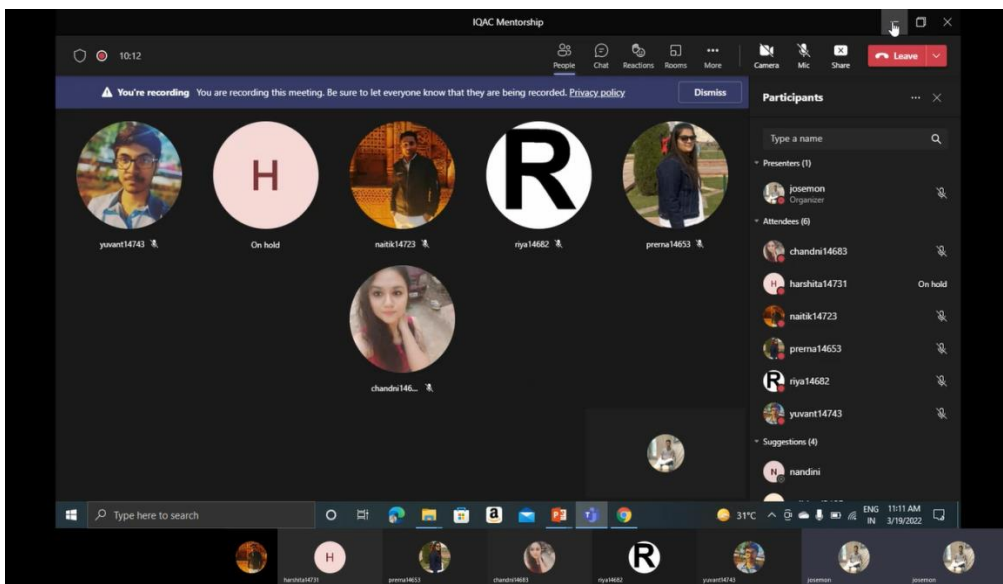 IQAC Mentorship
10:12
People Chat Reactions Rooms More Camera Mic Share Leave
You're recording You are recording this meeting. Be sure to let everyone know that they are being recorded. Privacy policy Dismiss
Participants
Type a name
Presenters (1)
josemon
Organizer
Attendees (6)
chandni14683
harshita14731 On hold
naitik14723
prerna14653
riya14682
yuvant14743
Suggestions (4)
N nandini
H
R
yuvant14743
On hold
naitik14723
riya14682
prerna14653
chandni146...
H
R
Type here to search
a
31°C
ENG 11:11 AM
IN 3/19/2022
H
R
harshita14731
prerna14653
chandni14683
riya14682
yuvant14743
josemon
josemon